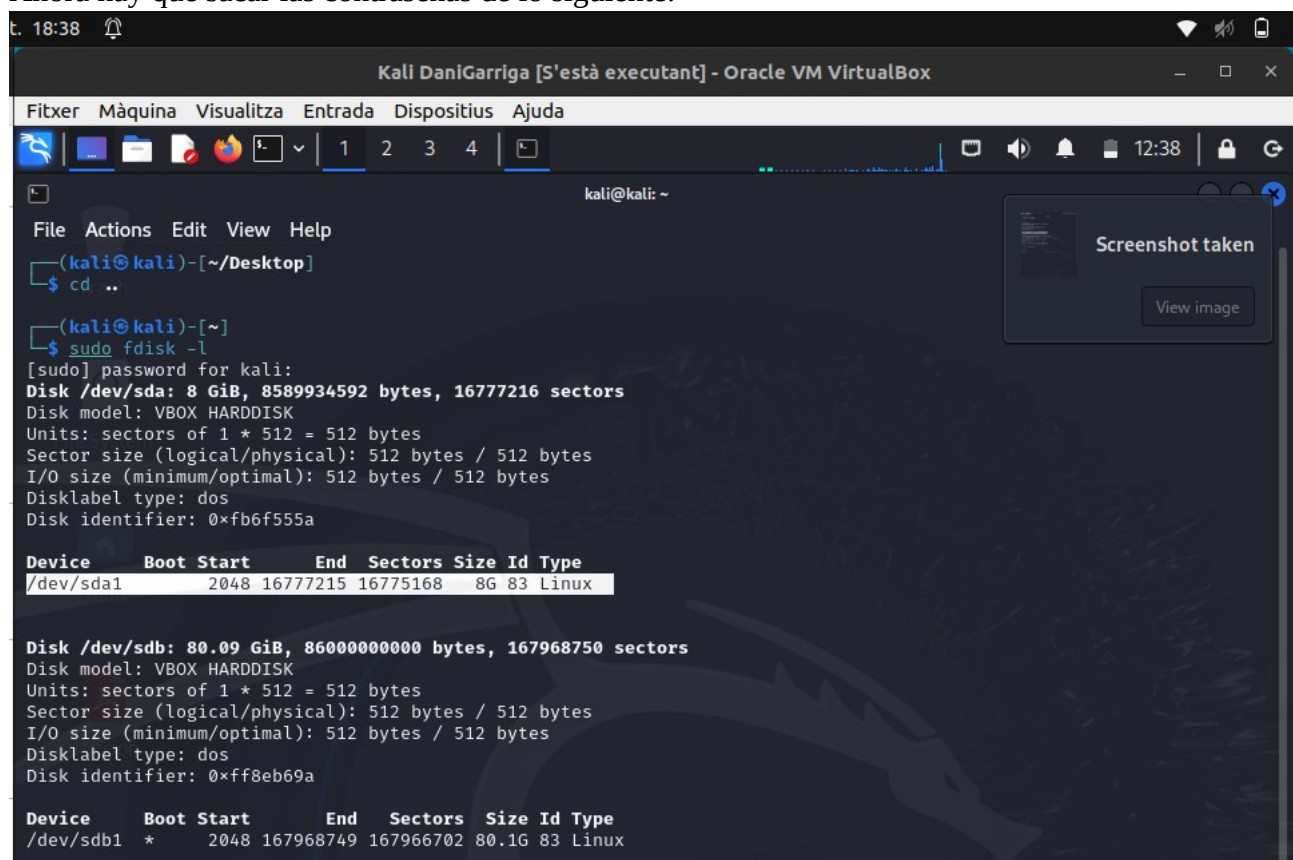 Ahora hay que sacar las contraseñas de lo siguiente:
t. 18:38
Kali DaniGarriga [S'està executant] - Oracle VM VirtualBox
Fitxer Màquina Visualitza Entrada Dispositius Ajuda
1 2 3 4
12:38
kali@kali: ~
File Actions Edit View Help
Screenshot taken
View image
(kali㉿kali)-[~/Desktop]
$ cd ..
(kali㉿kali)-[~]
$ sudo fdisk -l
[sudo] password for kali:
Disk /dev/sda: 8 GiB, 8589934592 bytes, 16777216 sectors
Disk model: VBOX HARDDISK
Units: sectors of 1 * 512 = 512 bytes
Sector size (logical/physical): 512 bytes / 512 bytes
I/O size (minimum/optimal): 512 bytes / 512 bytes
Disklabel type: dos
Disk identifier: 0×fb6f555a
Device Boot Start End Sectors Size Id Type
/dev/sda1 2048 16777215 16775168 8G 83 Linux
Disk /dev/sdb: 80.09 GiB, 86000000000 bytes, 167968750 sectors
Disk model: VBOX HARDDISK
Units: sectors of 1 * 512 = 512 bytes
Sector size (logical/physical): 512 bytes / 512 bytes
I/O size (minimum/optimal): 512 bytes / 512 bytes
Disklabel type: dos
Disk identifier: 0×ff8eb69a
Device Boot Start End Sectors Size Id Type
/dev/sdb1 * 2048 167968749 167966702 80.1G 83 Linux